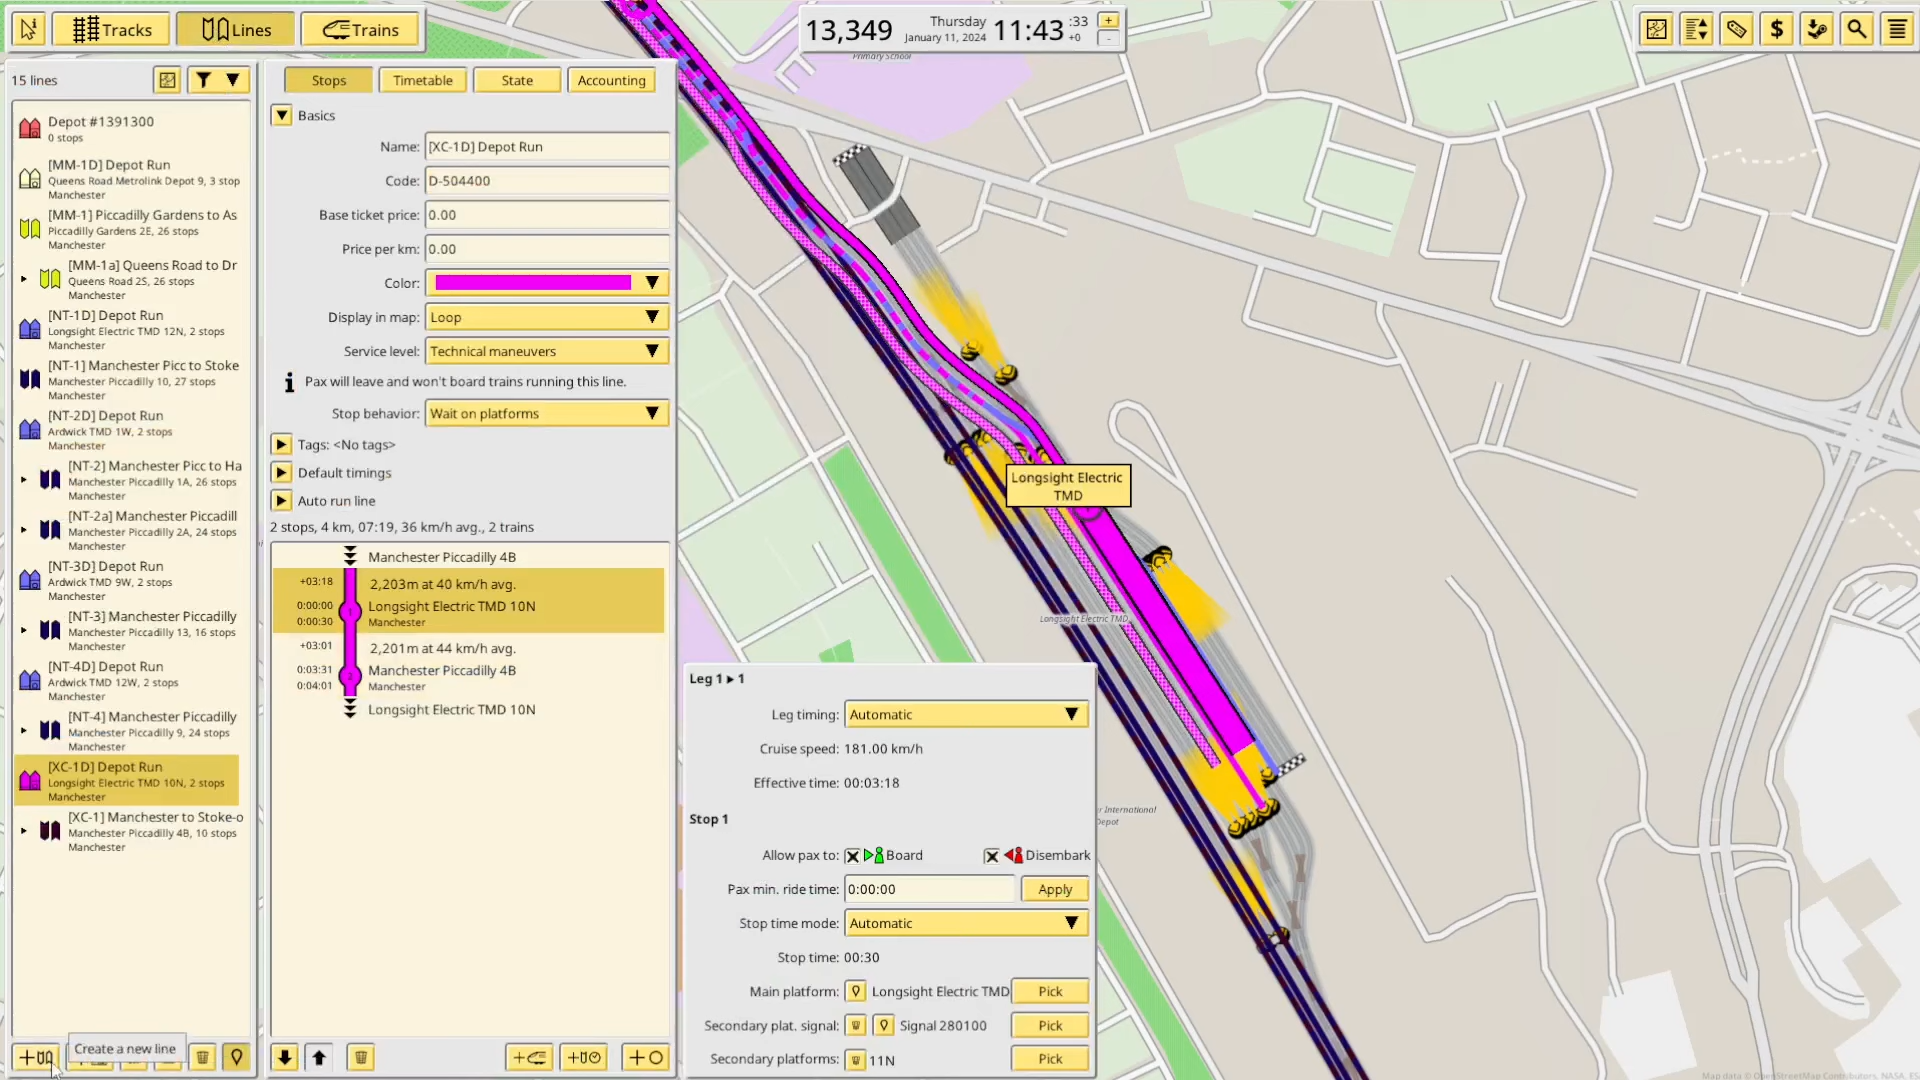 Tracks
Lines
Trains
13,349
Thursday
January 11, 2024
11:43
:33
+0
+
-
$
Primary School
15 lines
Depot #1391300
0 stops
[MM-1D] Depot Run
Queens Road Metrolink Depot 9, 3 stop
Manchester
[MM-1] Piccadilly Gardens to As
Piccadilly Gardens 2E, 26 stops
Manchester
[MM-1a] Queens Road to Dr
Queens Road 2S, 26 stops
Manchester
[NT-1D] Depot Run
Longsight Electric TMD 12N, 2 stops
Manchester
[NT-1] Manchester Picc to Stoke
Manchester Piccadilly 10, 27 stops
Manchester
[NT-2D] Depot Run
Ardwick TMD 1W, 2 stops
Manchester
[NT-2] Manchester Picc to Ha
Manchester Piccadilly 1A, 26 stops
Manchester
[NT-2a] Manchester Piccadill
Manchester Piccadilly 2A, 24 stops
Manchester
[NT-3D] Depot Run
Ardwick TMD 9W, 2 stops
Manchester
[NT-3] Manchester Piccadilly
Manchester Piccadilly 13, 16 stops
Manchester
[NT-4D] Depot Run
Ardwick TMD 12W, 2 stops
Manchester
[NT-4] Manchester Piccadilly
Manchester Piccadilly 9, 24 stops
Manchester
[XC-1D] Depot Run
Longsight Electric TMD 10N, 2 stops
Manchester
[XC-1] Manchester to Stoke-o
Manchester Piccadilly 4B, 10 stops
Manchester
Create a new line
Stops
Timetable
State
Accounting
Basics
Name: [XC-1D] Depot Run
Code: D-504400
Base ticket price: 0.00
Price per km: 0.00
Color:
Display in map: Loop
Service level: Technical maneuvers
Pax will leave and won't board trains running this line.
Stop behavior: Wait on platforms
Tags: <No tags>
Default timings
Auto run line
2 stops, 4 km, 07:19, 36 km/h avg., 2 trains
Manchester Piccadilly 4B
+03:18 2,203m at 40 km/h avg.
0:00:00 Longsight Electric TMD 10N
0:00:30 Manchester
1
+03:01 2,201m at 44 km/h avg.
0:03:31 Manchester Piccadilly 4B
0:04:01 Manchester
2
Longsight Electric TMD 10N
Longsight Electric
TMD
Longsight Electric TMD
r International
Depot
Leg 1 ▸ 1
Leg timing: Automatic
Cruise speed: 181.00 km/h
Effective time: 00:03:18
Stop 1
Allow pax to: Board Disembark
Pax min. ride time: 0:00:00 Apply
Stop time mode: Automatic
Stop time: 00:30
Main platform: Longsight Electric TMD Pick
Secondary plat. signal: Signal 280100 Pick
Secondary platforms: 11N Pick
Map data © OpenStreetMap Contributors, NASA, ES